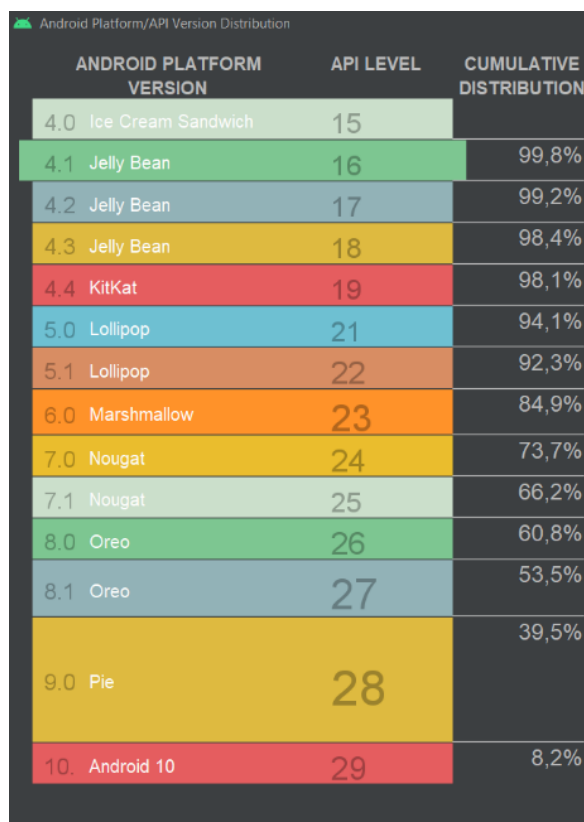 Android Platform/API Version Distribution
ANDROID PLATFORM VERSION API LEVEL CUMULATIVE DISTRIBUTION
4.0 Ice Cream Sandwich 15
4.1 Jelly Bean 16 99,8%
4.2 Jelly Bean 17 99,2%
4.3 Jelly Bean 18 98,4%
4.4 KitKat 19 98,1%
5.0 Lollipop 21 94,1%
5.1 Lollipop 22 92,3%
6.0 Marshmallow 23 84,9%
7.0 Nougat 24 73,7%
7.1 Nougat 25 66,2%
8.0 Oreo 26 60,8%
8.1 Oreo 27 53,5%
9.0 Pie 28 39,5%
10. Android 10 29 8,2%